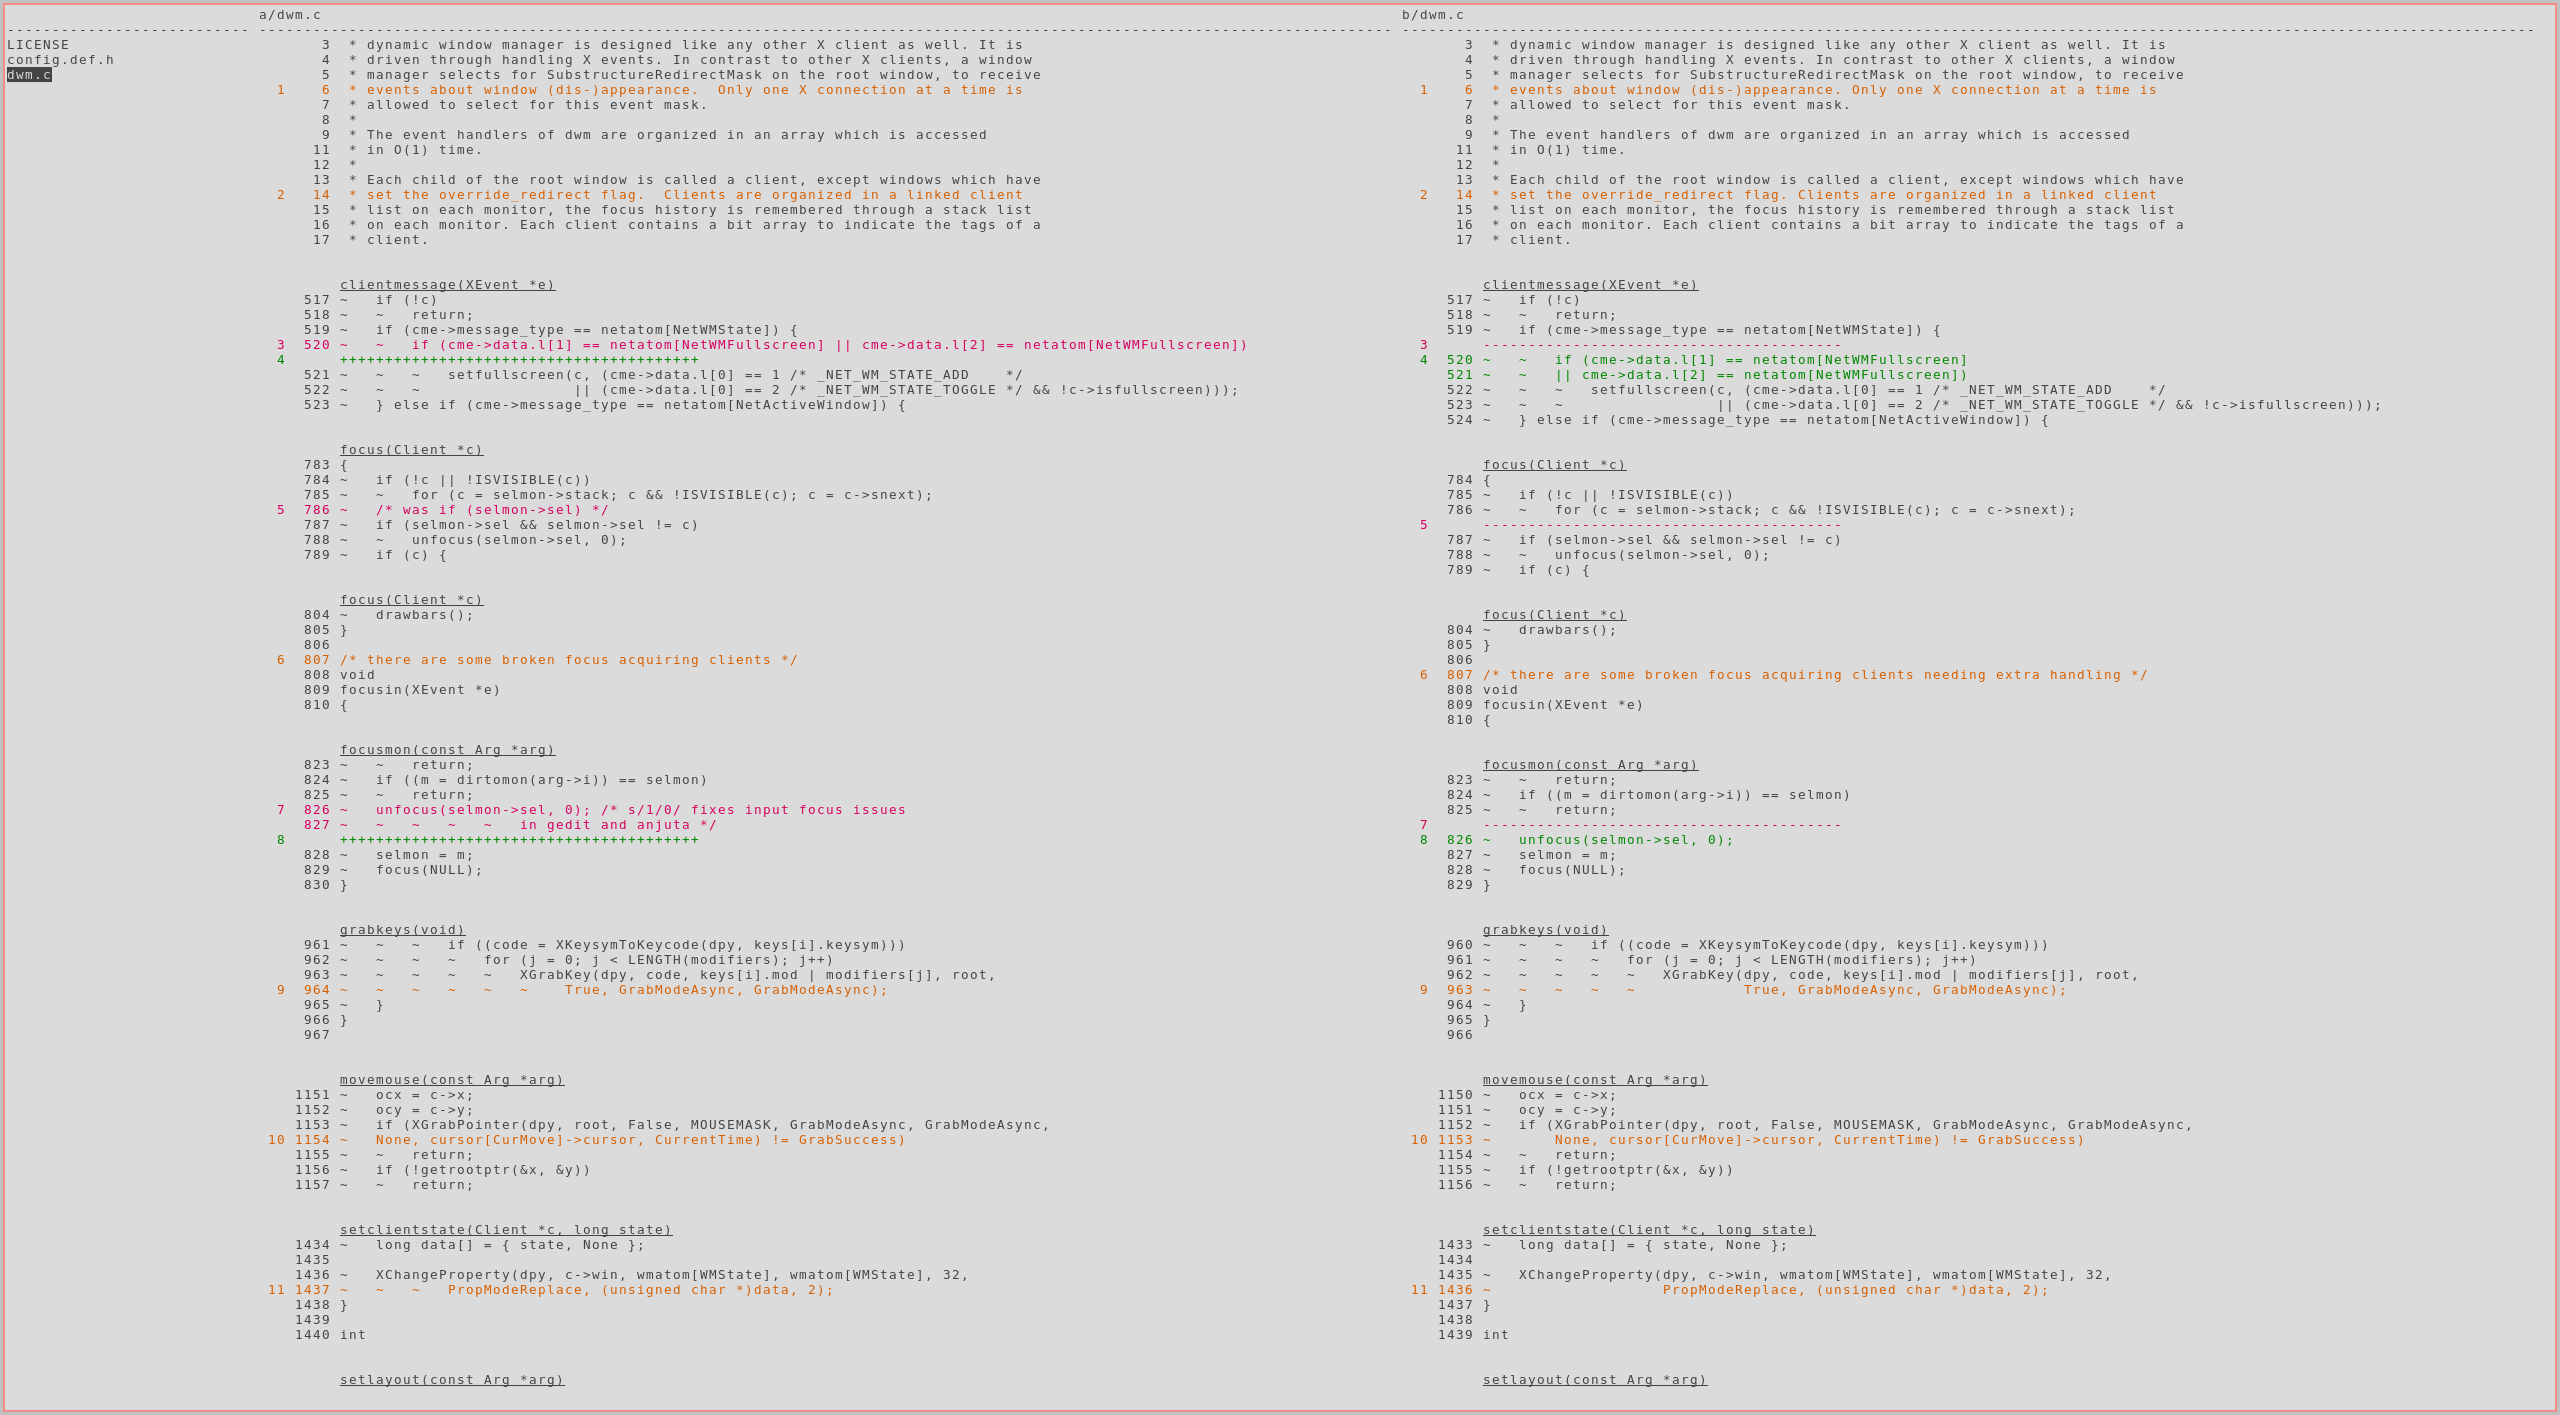 a/dwm.c b/dwm.c
--------------------------- ------------------------------------------------------------------------------------------------------------------------------ ------------------------------------------------------------------------------------------------------------------------------
LICENSE 3  * dynamic window manager is designed like any other X client as well. It is 3  * dynamic window manager is designed like any other X client as well. It is
config.def.h 4  * driven through handling X events. In contrast to other X clients, a window 4  * driven through handling X events. In contrast to other X clients, a window
dwm.c 5  * manager selects for SubstructureRedirectMask on the root window, to receive 5  * manager selects for SubstructureRedirectMask on the root window, to receive
1 6  * events about window (dis-)appearance.  Only one X connection at a time is 1 6  * events about window (dis-)appearance. Only one X connection at a time is
7  * allowed to select for this event mask. 7  * allowed to select for this event mask.
8  * 8  *
9  * The event handlers of dwm are organized in an array which is accessed 9  * The event handlers of dwm are organized in an array which is accessed
11  * in O(1) time. 11  * in O(1) time.
12  * 12  *
13  * Each child of the root window is called a client, except windows which have 13  * Each child of the root window is called a client, except windows which have
2 14  * set the override_redirect flag.  Clients are organized in a linked client 2 14  * set the override_redirect flag. Clients are organized in a linked client
15  * list on each monitor, the focus history is remembered through a stack list 15  * list on each monitor, the focus history is remembered through a stack list
16  * on each monitor. Each client contains a bit array to indicate the tags of a 16  * on each monitor. Each client contains a bit array to indicate the tags of a
17  * client. 17  * client.
clientmessage(XEvent *e) clientmessage(XEvent *e)
517 ~   if (!c) 517 ~   if (!c)
518 ~   ~   return; 518 ~   ~   return;
519 ~   if (cme->message_type == netatom[NetWMState]) { 519 ~   if (cme->message_type == netatom[NetWMState]) {
3 520 ~   ~   if (cme->data.l[1] == netatom[NetWMFullscreen] || cme->data.l[2] == netatom[NetWMFullscreen]) 3 ----------------------------------------
4 ++++++++++++++++++++++++++++++++++++++++ 4 520 ~   ~   if (cme->data.l[1] == netatom[NetWMFullscreen]
521 ~   ~   ~   setfullscreen(c, (cme->data.l[0] == 1 /* _NET_WM_STATE_ADD    */ 521 ~   ~   || cme->data.l[2] == netatom[NetWMFullscreen])
522 ~   ~   ~                 || (cme->data.l[0] == 2 /* _NET_WM_STATE_TOGGLE */ && !c->isfullscreen))); 522 ~   ~   ~   setfullscreen(c, (cme->data.l[0] == 1 /* _NET_WM_STATE_ADD    */
523 ~   } else if (cme->message_type == netatom[NetActiveWindow]) { 523 ~   ~   ~                 || (cme->data.l[0] == 2 /* _NET_WM_STATE_TOGGLE */ && !c->isfullscreen)));
524 ~   } else if (cme->message_type == netatom[NetActiveWindow]) {
focus(Client *c)
783 { focus(Client *c)
784 ~   if (!c || !ISVISIBLE(c)) 784 {
785 ~   ~   for (c = selmon->stack; c && !ISVISIBLE(c); c = c->snext); 785 ~   if (!c || !ISVISIBLE(c))
5 786 ~   /* was if (selmon->sel) */ 786 ~   ~   for (c = selmon->stack; c && !ISVISIBLE(c); c = c->snext);
787 ~   if (selmon->sel && selmon->sel != c) 5 ----------------------------------------
788 ~   ~   unfocus(selmon->sel, 0); 787 ~   if (selmon->sel && selmon->sel != c)
789 ~   if (c) { 788 ~   ~   unfocus(selmon->sel, 0);
789 ~   if (c) {
focus(Client *c)
804 ~   drawbars(); focus(Client *c)
805 } 804 ~   drawbars();
806 805 }
6 807 /* there are some broken focus acquiring clients */ 806
808 void 6 807 /* there are some broken focus acquiring clients needing extra handling */
809 focusin(XEvent *e) 808 void
810 { 809 focusin(XEvent *e)
810 {
focusmon(const Arg *arg)
823 ~   ~   return; focusmon(const Arg *arg)
824 ~   if ((m = dirtomon(arg->i)) == selmon) 823 ~   ~   return;
825 ~   ~   return; 824 ~   if ((m = dirtomon(arg->i)) == selmon)
7 826 ~   unfocus(selmon->sel, 0); /* s/1/0/ fixes input focus issues 825 ~   ~   return;
827 ~   ~   ~   ~   ~   in gedit and anjuta */ 7 ----------------------------------------
8 ++++++++++++++++++++++++++++++++++++++++ 8 826 ~   unfocus(selmon->sel, 0);
828 ~   selmon = m; 827 ~   selmon = m;
829 ~   focus(NULL); 828 ~   focus(NULL);
830 } 829 }
grabkeys(void) grabkeys(void)
961 ~   ~   ~   if ((code = XKeysymToKeycode(dpy, keys[i].keysym))) 960 ~   ~   ~   if ((code = XKeysymToKeycode(dpy, keys[i].keysym)))
962 ~   ~   ~   ~   for (j = 0; j < LENGTH(modifiers); j++) 961 ~   ~   ~   ~   for (j = 0; j < LENGTH(modifiers); j++)
963 ~   ~   ~   ~   ~   XGrabKey(dpy, code, keys[i].mod | modifiers[j], root, 962 ~   ~   ~   ~   ~   XGrabKey(dpy, code, keys[i].mod | modifiers[j], root,
9 964 ~   ~   ~   ~   ~   ~    True, GrabModeAsync, GrabModeAsync); 9 963 ~   ~   ~   ~   ~            True, GrabModeAsync, GrabModeAsync);
965 ~   } 964 ~   }
966 } 965 }
967 966
movemouse(const Arg *arg) movemouse(const Arg *arg)
1151 ~   ocx = c->x; 1150 ~   ocx = c->x;
1152 ~   ocy = c->y; 1151 ~   ocy = c->y;
1153 ~   if (XGrabPointer(dpy, root, False, MOUSEMASK, GrabModeAsync, GrabModeAsync, 1152 ~   if (XGrabPointer(dpy, root, False, MOUSEMASK, GrabModeAsync, GrabModeAsync,
10 1154 ~   None, cursor[CurMove]->cursor, CurrentTime) != GrabSuccess) 10 1153 ~       None, cursor[CurMove]->cursor, CurrentTime) != GrabSuccess)
1155 ~   ~   return; 1154 ~   ~   return;
1156 ~   if (!getrootptr(&x, &y)) 1155 ~   if (!getrootptr(&x, &y))
1157 ~   ~   return; 1156 ~   ~   return;
setclientstate(Client *c, long state) setclientstate(Client *c, long state)
1434 ~   long data[] = { state, None }; 1433 ~   long data[] = { state, None };
1435 1434
1436 ~   XChangeProperty(dpy, c->win, wmatom[WMState], wmatom[WMState], 32, 1435 ~   XChangeProperty(dpy, c->win, wmatom[WMState], wmatom[WMState], 32,
11 1437 ~   ~   ~   PropModeReplace, (unsigned char *)data, 2); 11 1436 ~                   PropModeReplace, (unsigned char *)data, 2);
1438 } 1437 }
1439 1438
1440 int 1439 int
setlayout(const Arg *arg) setlayout(const Arg *arg)